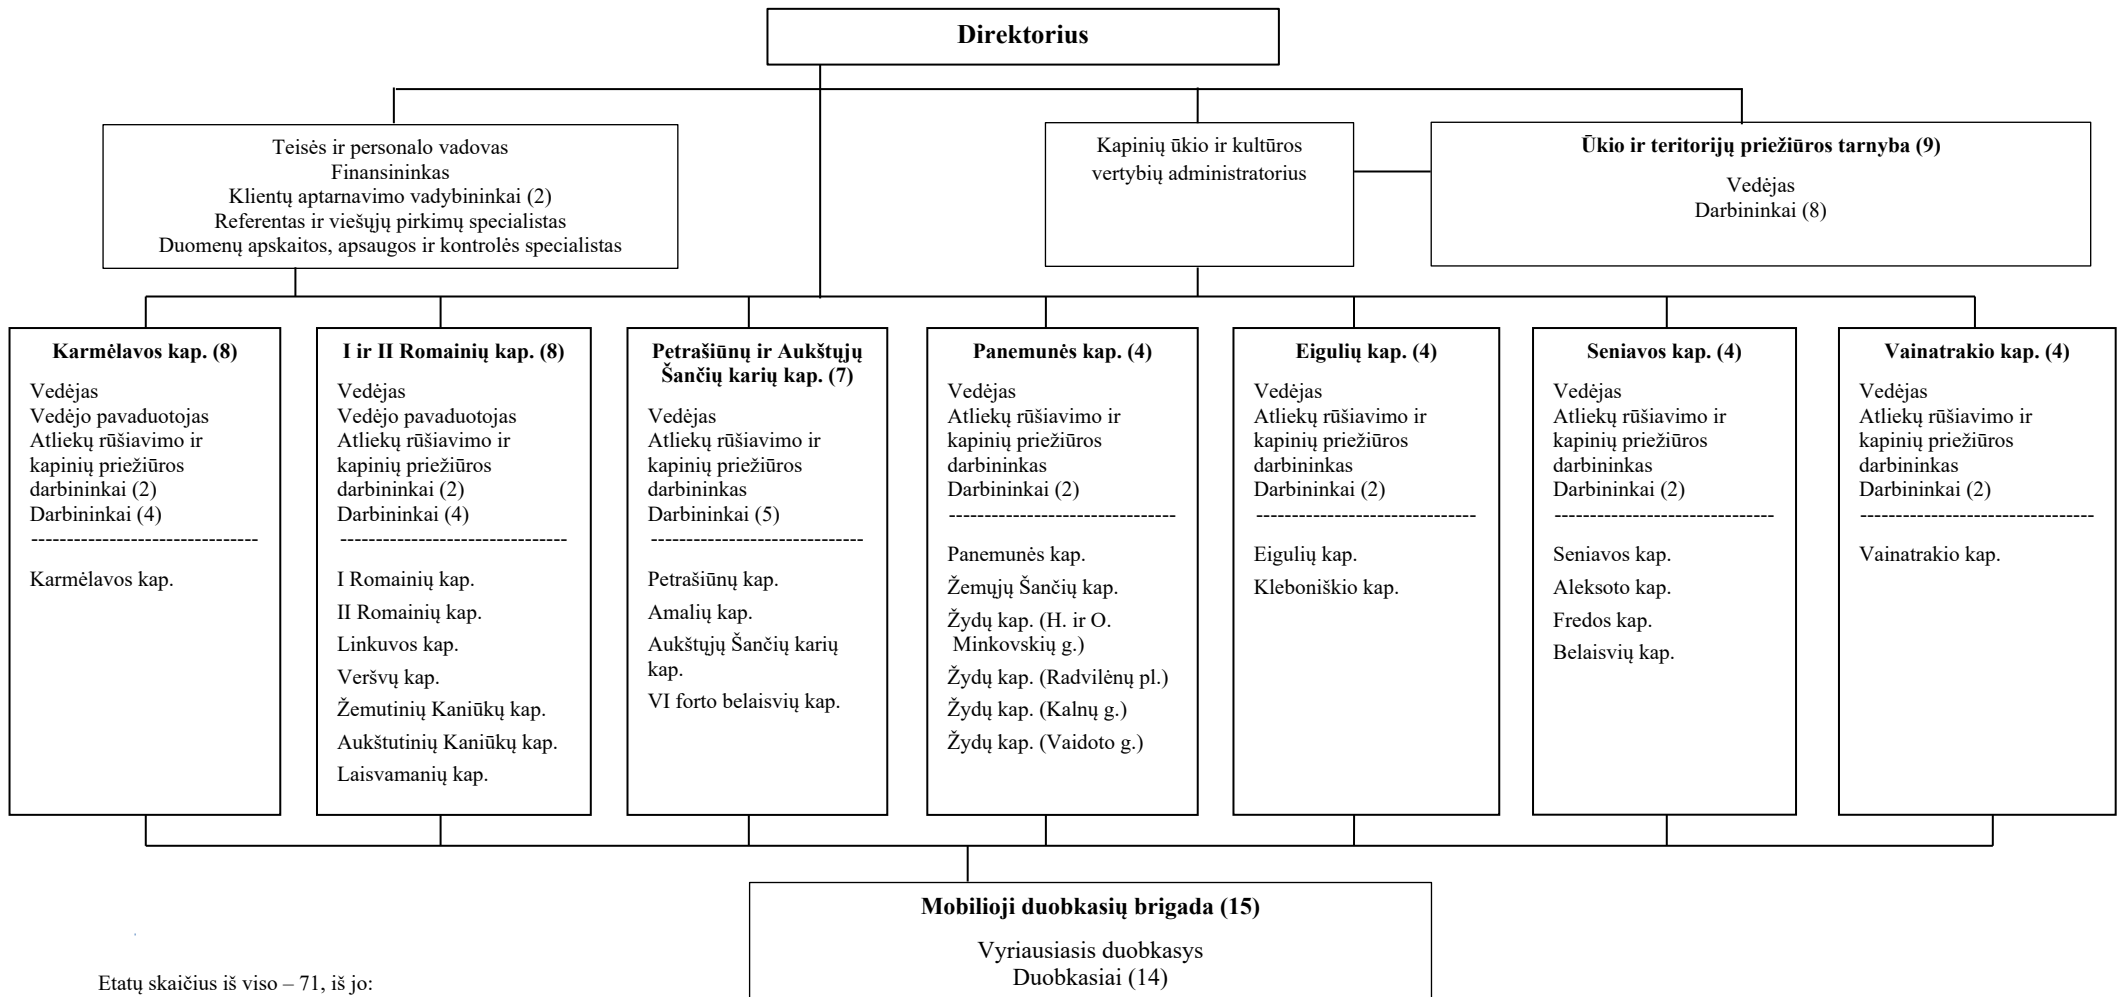 Direktorius
Teisės ir personalo vadovas
Finansininkas
Klientų aptarnavimo vadybininkai (2)
Referentas ir viešųjų pirkimų specialistas
Duomenų apskaitos, apsaugos ir kontrolės specialistas
Kapinių ūkio ir kultūros
vertybių administratorius
Ūkio ir teritorijų priežiūros tarnyba (9)
Vedėjas
Darbininkai (8)
Karmėlavos kap. (8)
Vedėjas
Vedėjo pavaduotojas
Atliekų rūšiavimo ir
kapinių priežiūros
darbininkai (2)
Darbininkai (4)
--------------------------------
Karmėlavos kap.
I ir II Romainių kap. (8)
Vedėjas
Vedėjo pavaduotojas
Atliekų rūšiavimo ir
kapinių priežiūros
darbininkai (2)
Darbininkai (4)
--------------------------------
I Romainių kap.
II Romainių kap.
Linkuvos kap.
Veršvų kap.
Žemutinių Kaniūkų kap.
Aukštutinių Kaniūkų kap.
Laisvamanių kap.
Petrašiūnų ir Aukštųjų
Šančių karių kap. (7)
Vedėjas
Atliekų rūšiavimo ir
kapinių priežiūros
darbininkas
Darbininkai (5)
------------------------------
Petrašiūnų kap.
Amalių kap.
Aukštųjų Šančių karių
kap.
VI forto belaisvių kap.
Panemunės kap. (4)
Vedėjas
Atliekų rūšiavimo ir
kapinių priežiūros
darbininkas
Darbininkai (2)
--------------------------------
Panemunės kap.
Žemųjų Šančių kap.
Žydų kap. (H. ir O.
Minkovskių g.)
Žydų kap. (Radvilėnų pl.)
Žydų kap. (Kalnų g.)
Žydų kap. (Vaidoto g.)
Eigulių kap. (4)
Vedėjas
Atliekų rūšiavimo ir
kapinių priežiūros
darbininkas
Darbininkai (2)
-------------------------------
Eigulių kap.
Kleboniškio kap.
Seniavos kap. (4)
Vedėjas
Atliekų rūšiavimo ir
kapinių priežiūros
darbininkas
Darbininkai (2)
-------------------------------
Seniavos kap.
Aleksoto kap.
Fredos kap.
Belaisvių kap.
Vainatrakio kap. (4)
Vedėjas
Atliekų rūšiavimo ir
kapinių priežiūros
darbininkas
Darbininkai (2)
---------------------------------
Vainatrakio kap.
Mobilioji duobkasių brigada (15)
Vyriausiasis duobkasys
Duobkasiai (14)
Etatų skaičius iš viso – 71, iš jo: